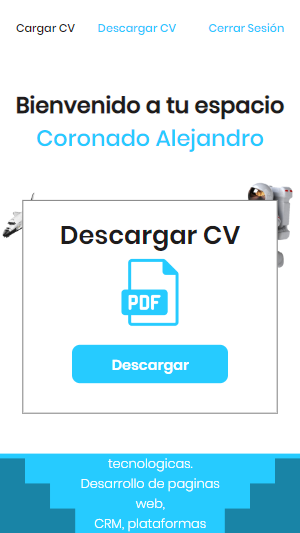 Cargar CV Descargar CV Cerrar Sesión
Bienvenido a tu espacio
Coronado Alejandro
Descargar CV
PDF
Descargar
tecnologicas.
Desarrollo de paginas
web,
CRM, plataformas